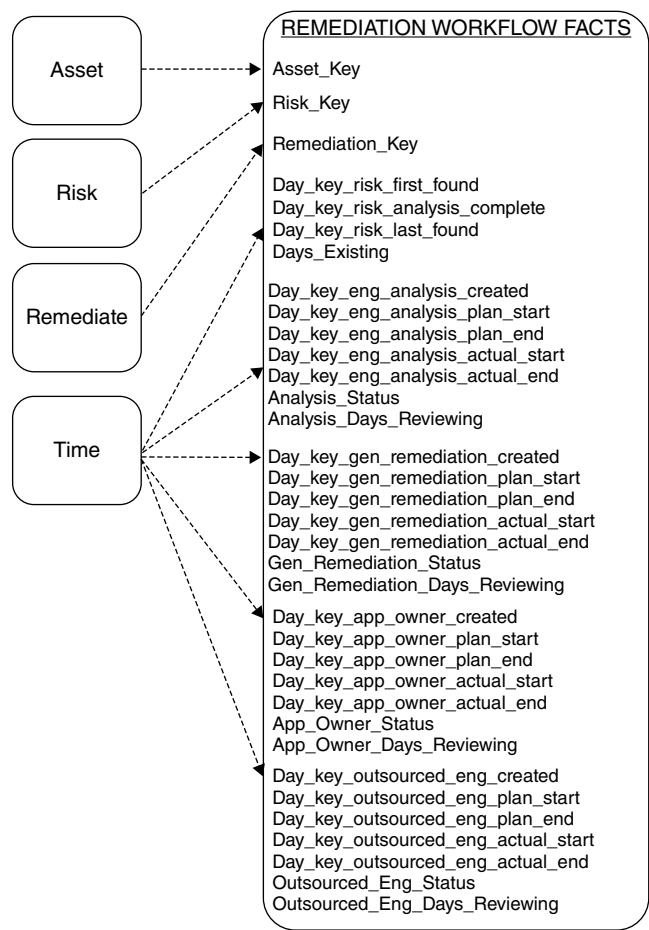 Asset
Risk
Remediate
Time
REMEDIATION WORKFLOW FACTS
Asset_Key
Risk_Key
Remediation_Key
Day_key_risk_first_found
Day_key_risk_analysis_complete
Day_key_risk_last_found
Days_Existing
Day_key_eng_analysis_created
Day_key_eng_analysis_plan_start
Day_key_eng_analysis_plan_end
Day_key_eng_analysis_actual_start
Day_key_eng_analysis_actual_end
Analysis_Status
Analysis_Days_Reviewing
Day_key_gen_remediation_created
Day_key_gen_remediation_plan_start
Day_key_gen_remediation_plan_end
Day_key_gen_remediation_actual_start
Day_key_gen_remediation_actual_end
Gen_Remediation_Status
Gen_Remediation_Days_Reviewing
Day_key_app_owner_created
Day_key_app_owner_plan_start
Day_key_app_owner_plan_end
Day_key_app_owner_actual_start
Day_key_app_owner_actual_end
App_Owner_Status
App_Owner_Days_Reviewing
Day_key_outsourced_eng_created
Day_key_outsourced_eng_plan_start
Day_key_outsourced_eng_plan_end
Day_key_outsourced_eng_actual_start
Day_key_outsourced_eng_actual_end
Outsourced_Eng_Status
Outsourced_Eng_Days_Reviewing